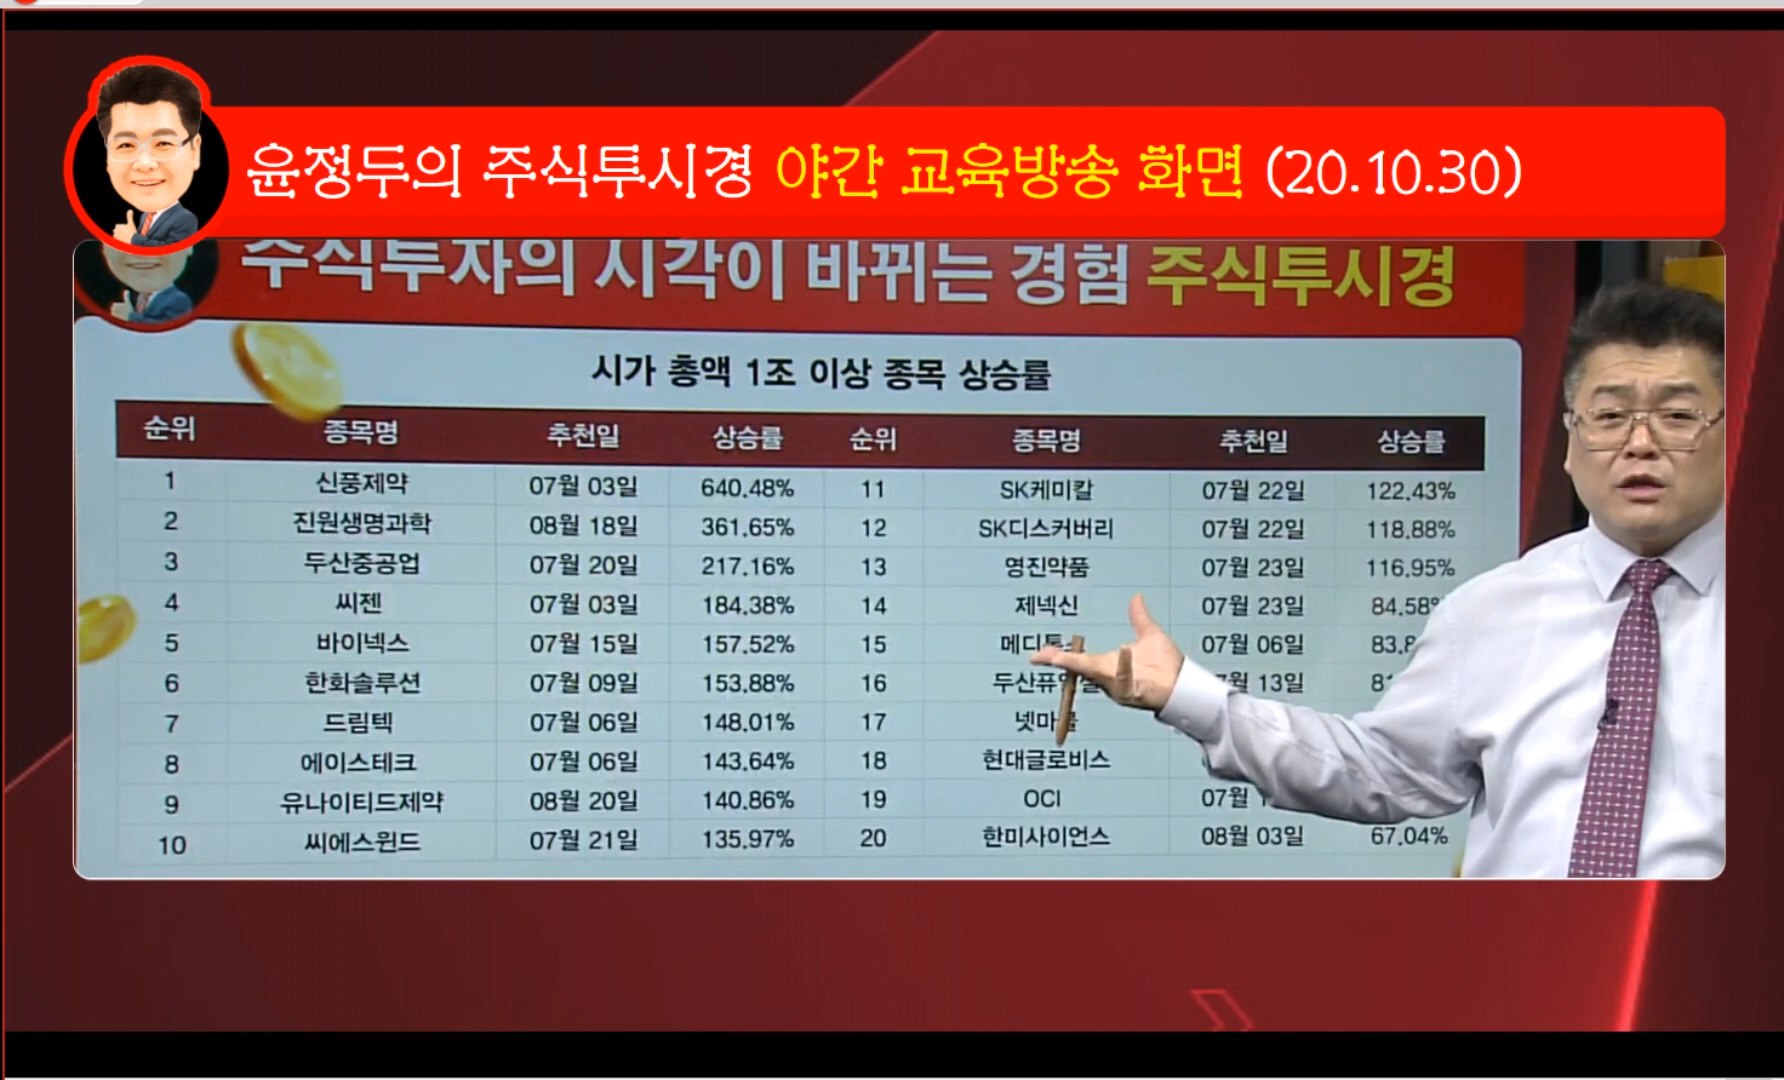 윤정두의 주식투시경 야간 교육방송 화면 (20.10.30)
주식투자의 시각이 바뀌는 경험 주식투시경
시가 총액 1조 이상 종목 상승률
순위 종목명 추천일 상승률 순위 종목명 추천일 상승률
1 신풍제약 07월 03일 640.48% 11 SK케미칼 07월 22일 122.43%
2 진원생명과학 08월 18일 361.65% 12 SK디스커버리 07월 22일 118.88%
3 두산중공업 07월 20일 217.16% 13 영진약품 07월 23일 116.95%
4 씨젠 07월 03일 184.38% 14 제넥신 07월 23일 84.58%
5 바이넥스 07월 15일 157.52% 15 07월 06일
6 한화솔루션 07월 09일 153.88% 16 13일
7 드림텍 07월 06일 148.01% 17
8 에이스테크 07월 06일 143.64% 18 현대글로비스
9 유나이티드제약 08월 20일 140.86% 19 OCI 07월
10 씨에스윈드 07월 21일 135.97% 20 한미사이언스 08월 03일 67.04%